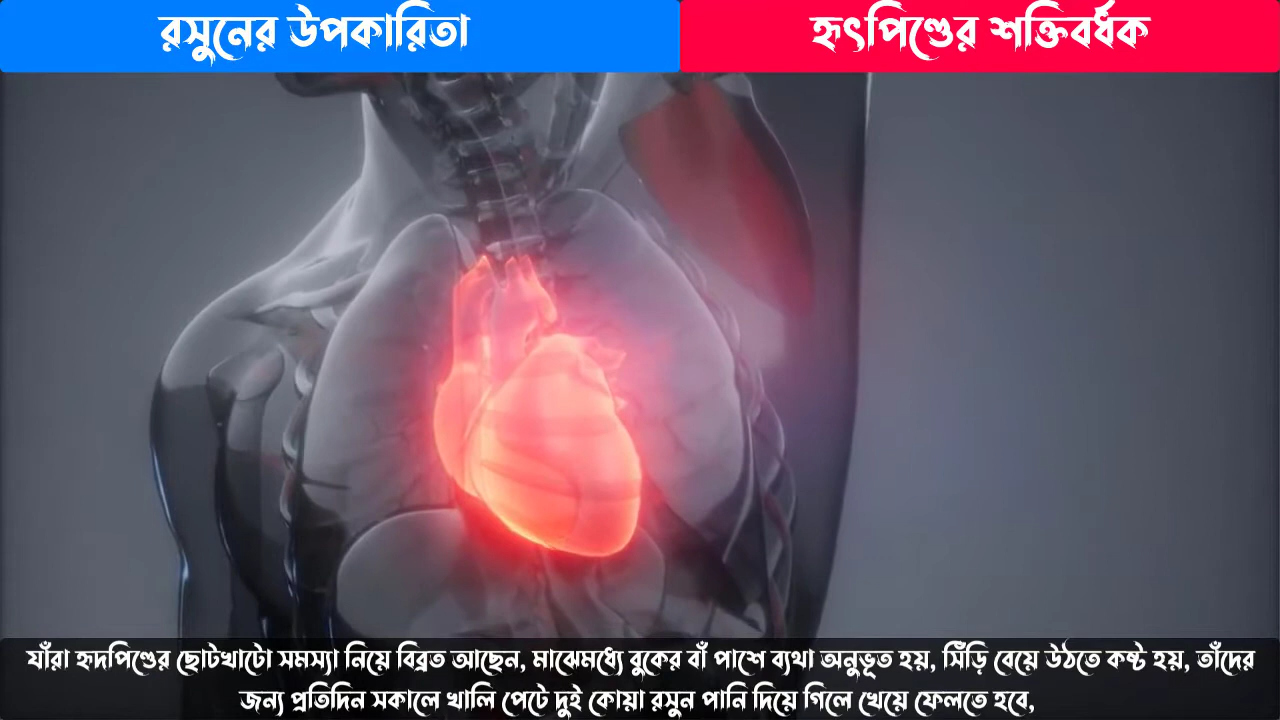 রসুনের উপকারিতা
হৃৎপিণ্ডের শক্তিবর্ধক
যাঁরা হৃদপিণ্ডের ছোটখাটো সমস্যা নিয়ে বিব্রত আছেন, মাঝেমধ্যে বুকের বাঁ পাশে ব্যথা অনুভূত হয়, সিঁড়ি বেয়ে উঠতে কষ্ট হয়, তাঁদের
জন্য প্রতিদিন সকালে খালি পেটে দুই কোয়া রসুন পানি দিয়ে গিলে খেয়ে ফেলতে হবে,